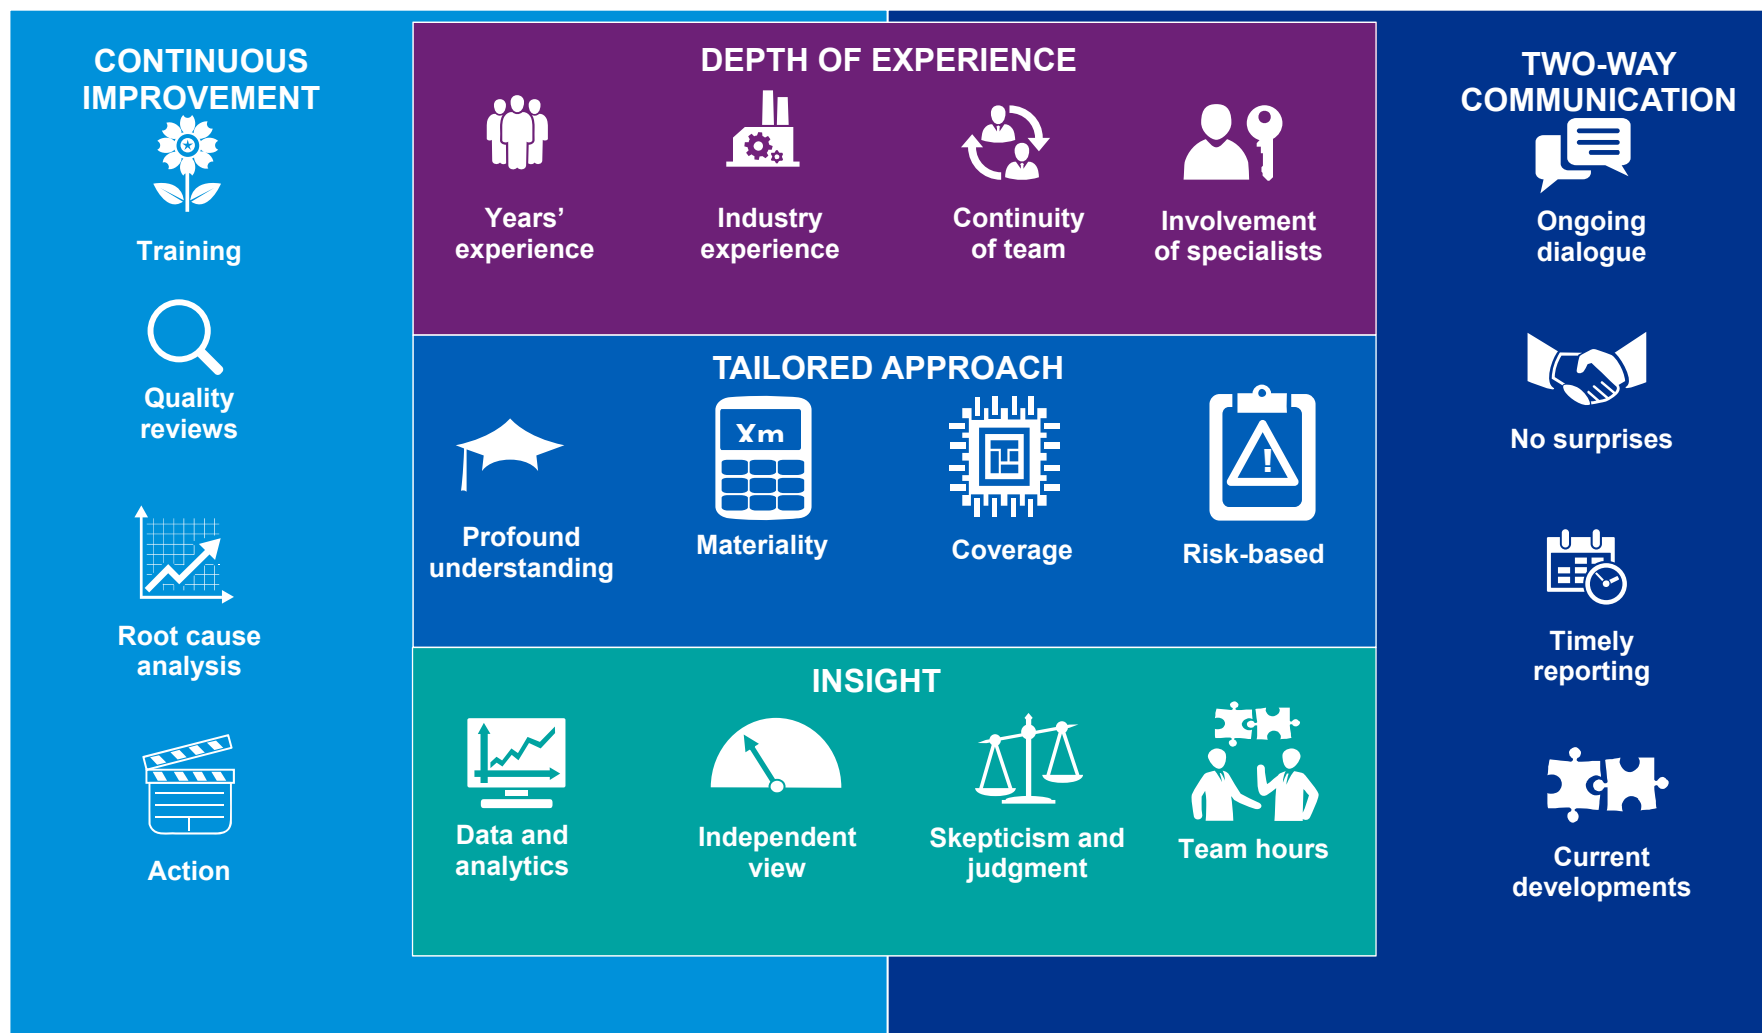 CONTINUOUS
IMPROVEMENT
Training
Quality
reviews
Root cause
analysis
Action
DEPTH OF EXPERIENCE
Years’
experience
Industry
experience
Continuity
of team
Involvement
of specialists
TAILORED APPROACH
Xm
Profound
understanding
Materiality
Coverage
!
Risk-based
INSIGHT
Data and
analytics
Independent
view
Skepticism and
judgment
Team hours
TWO-WAY
COMMUNICATION
Ongoing
dialogue
No surprises
Timely
reporting
Current
developments